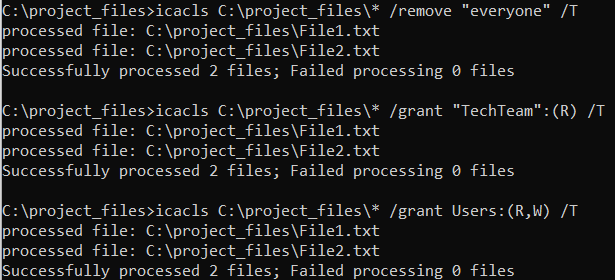 C:\project_files>icacls C:\project_files\* /remove "everyone" /T
processed file: C:\project_files\File1.txt
processed file: C:\project_files\File2.txt
Successfully processed 2 files; Failed processing 0 files
C:\project_files>icacls C:\project_files\* /grant "TechTeam":(R) /T
processed file: C:\project_files\File1.txt
processed file: C:\project_files\File2.txt
Successfully processed 2 files; Failed processing 0 files
C:\project_files>icacls C:\project_files\* /grant Users:(R,W) /T
processed file: C:\project_files\File1.txt
processed file: C:\project_files\File2.txt
Successfully processed 2 files; Failed processing 0 files